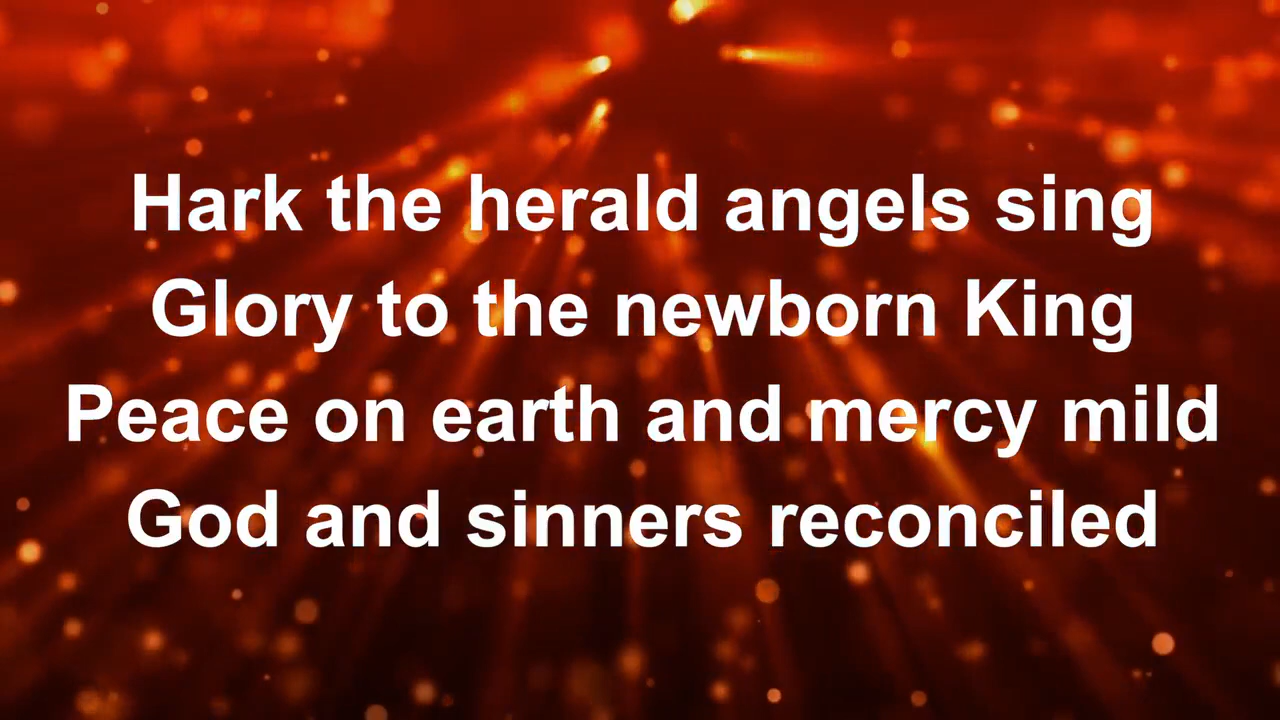 Hark the herald angels sing
Glory to the newborn King
Peace on earth and mercy mild
God and sinners reconciled